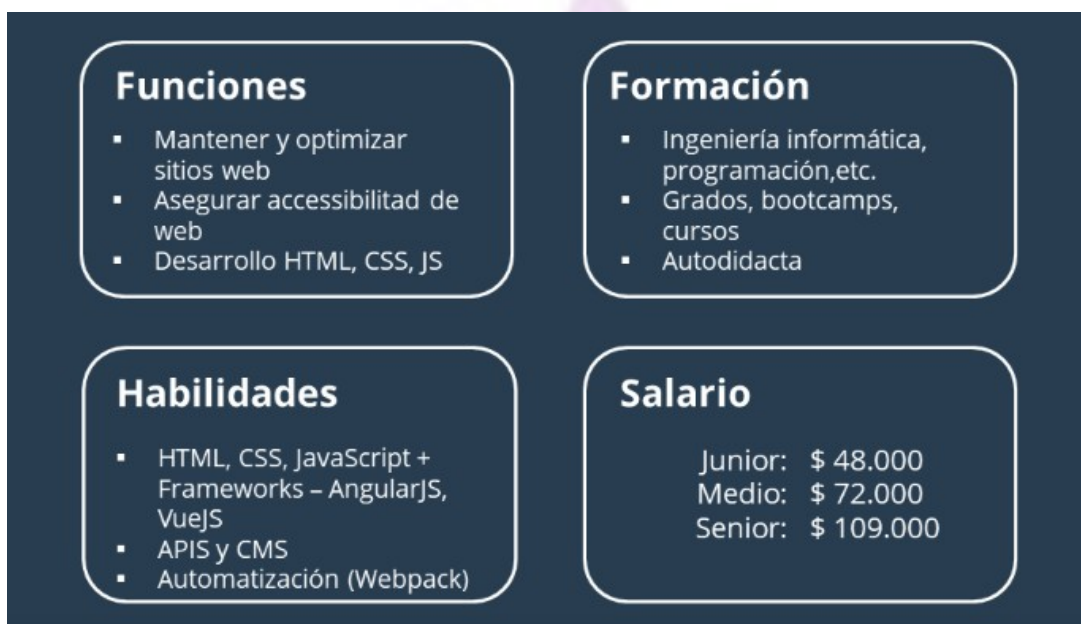 Funciones
▪ Mantener y optimizar
sitios web
▪ Asegurar accessibilitad de
web
▪ Desarrollo HTML, CSS, JS
Formación
▪ Ingeniería informática,
programación,etc.
▪ Grados, bootcamps,
cursos
▪ Autodidacta
Habilidades
▪ HTML, CSS, JavaScript +
Frameworks – AngularJS,
VueJS
▪ APIS y CMS
▪ Automatización (Webpack)
Salario
Junior: $ 48.000
Medio: $ 72.000
Senior: $ 109.000